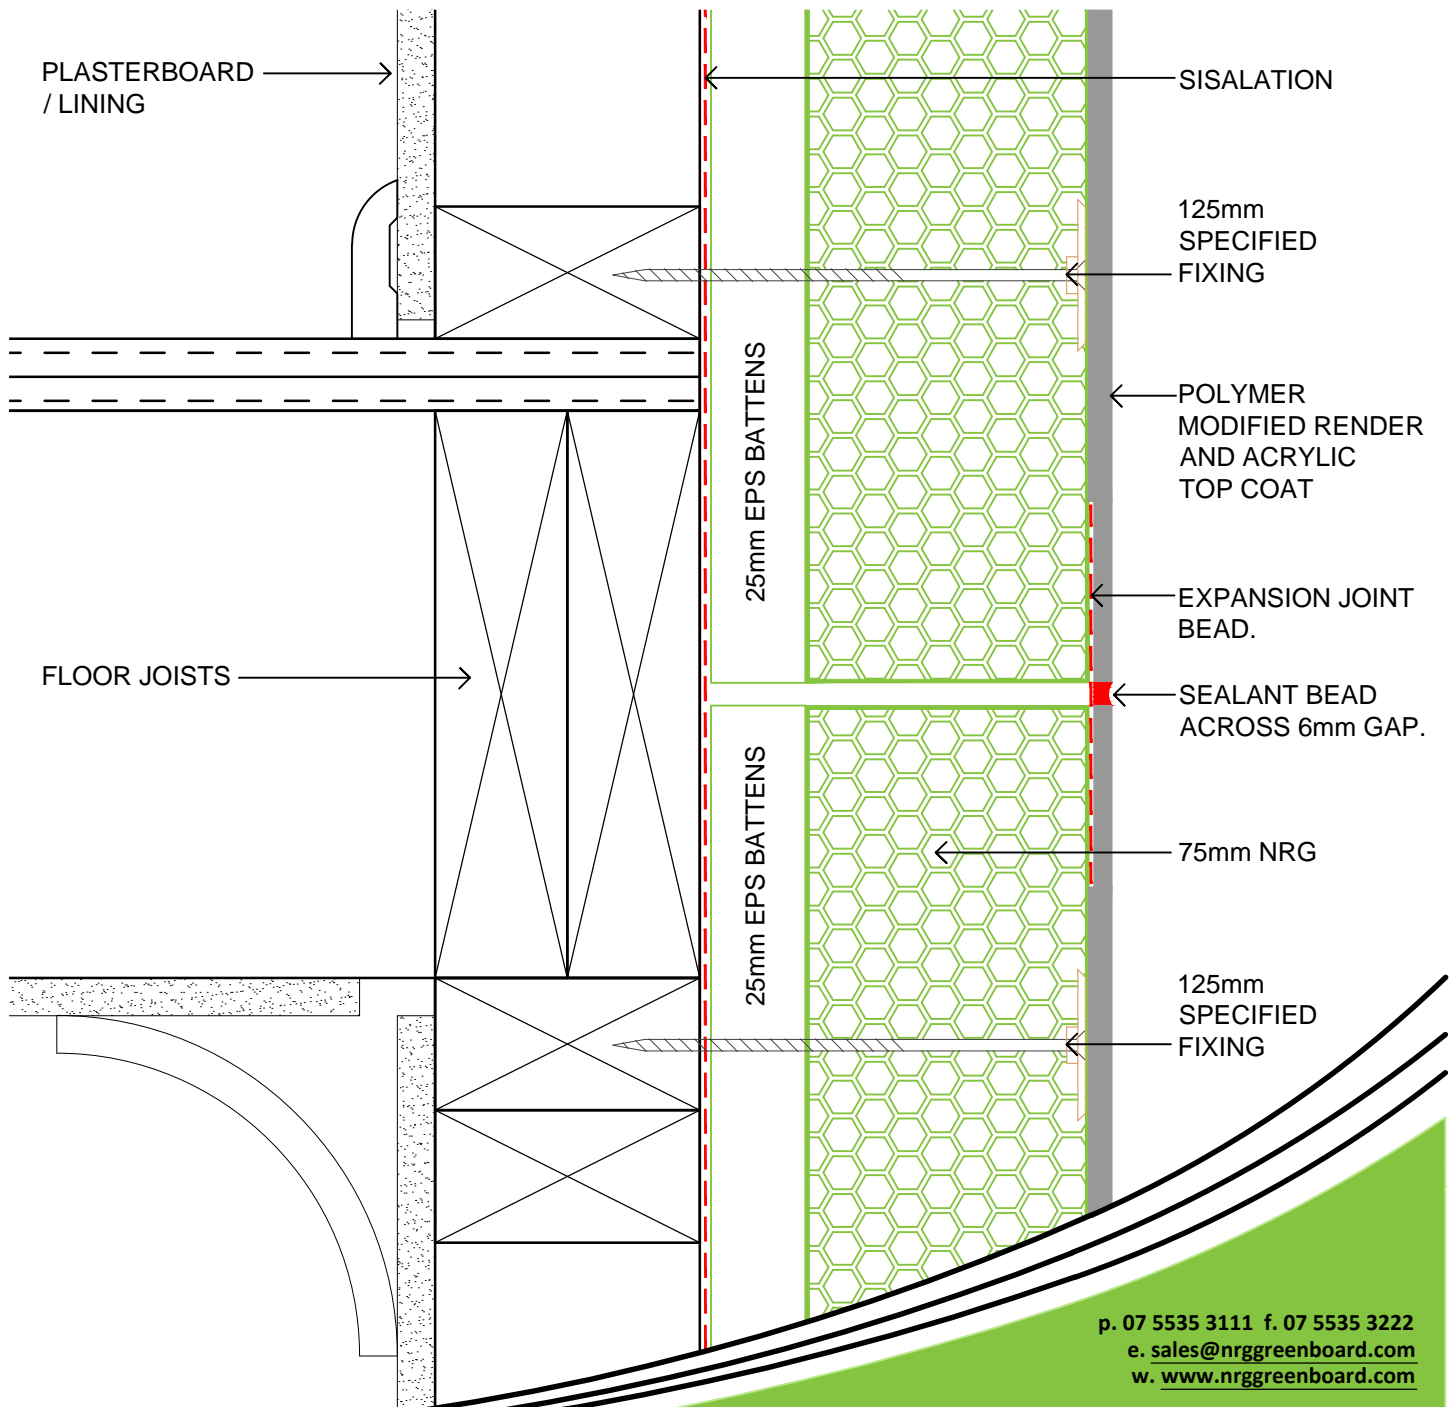 PLASTERBOARD
/ LINING
SISALATION
125mm
SPECIFIED
FIXING
25mm EPS BATTENS
POLYMER
MODIFIED RENDER
AND ACRYLIC
TOP COAT
EXPANSION JOINT
BEAD.
FLOOR JOISTS
SEALANT BEAD
ACROSS 6mm GAP.
25mm EPS BATTENS
75mm NRG
125mm
SPECIFIED
FIXING
p. 07 5535 3111 f. 07 5535 3222
e. sales@nrggreenboard.com
w. www.nrggreenboard.com